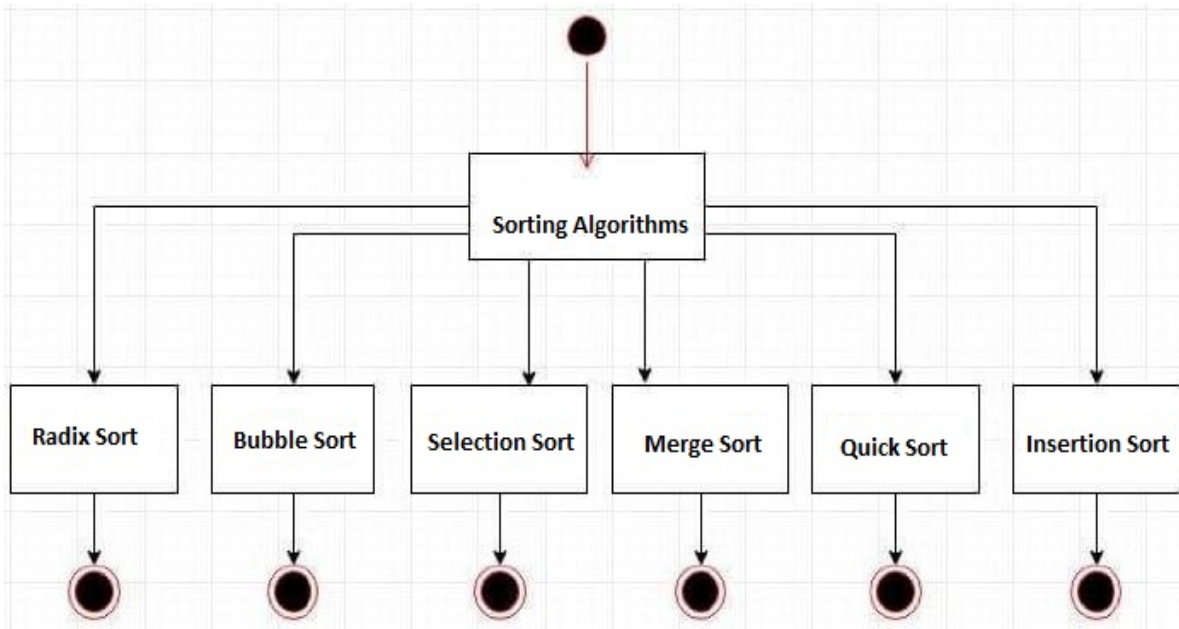 Sorting Algorithms
Radix Sort
Bubble Sort
Selection Sort
Merge Sort
Quick Sort
Insertion Sort